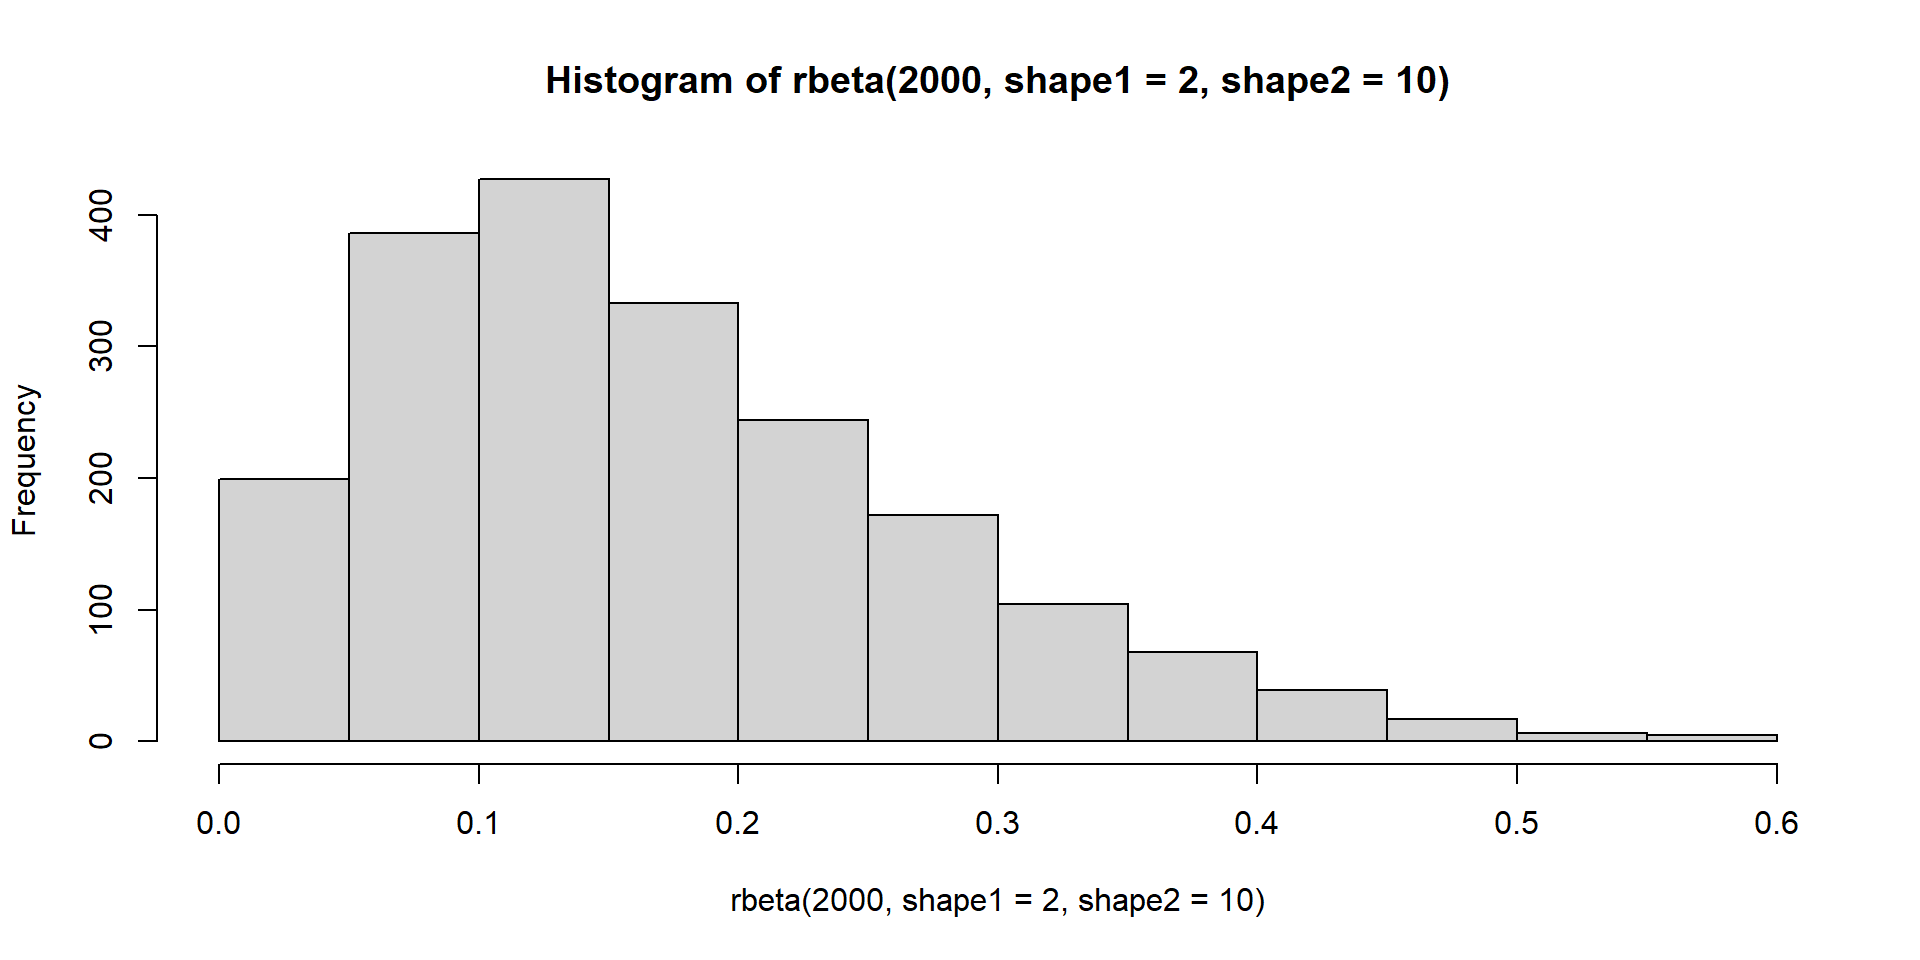 Histogram of rbeta(2000, shape1 = 2, shape2 = 10)
Frequency
400
300
200
100
0
0.0 0.1 0.2 0.3 0.4 0.5 0.6
rbeta(2000, shape1 = 2, shape2 = 10)